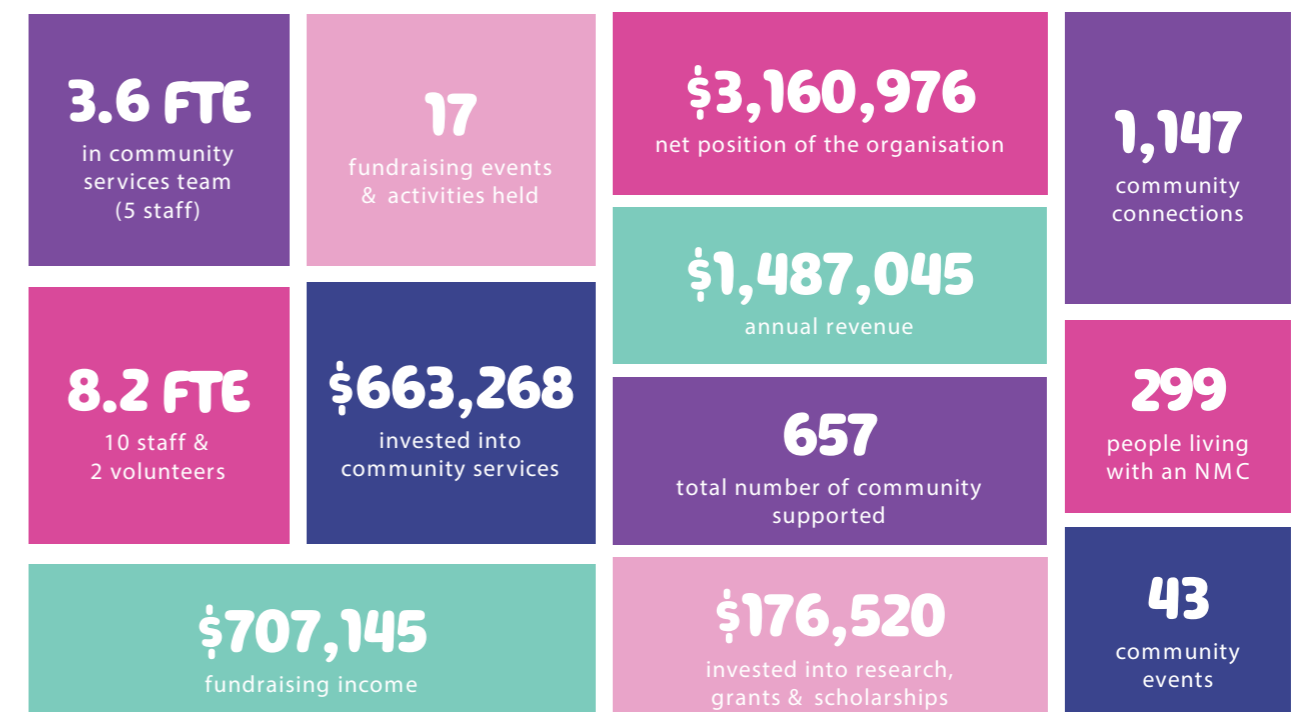 3.6 FTE
in community
services team
(5 staff)
17
fundraising events
& activities held
$3,160,976
net position of the organisation
1,147
community
connections
$1,487,045
annual revenue
8.2 FTE
10 staff &
2 volunteers
$663,268
invested into
community services
657
total number of community
supported
299
people living
with an NMC
$707,145
fundraising income
$176,520
invested into research,
grants & scholarships
43
community
events